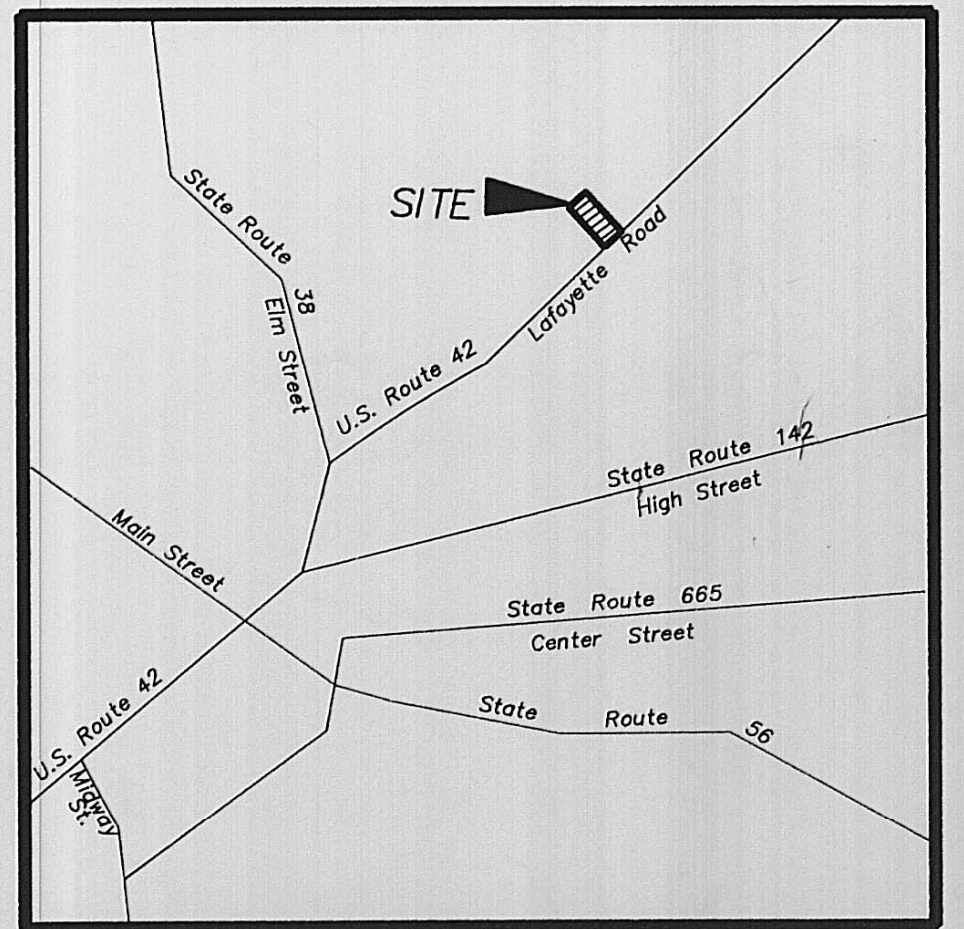 SITE
State Route 38
Elm Street
U.S. Route 42
Lafayette Road
State Route 142
High Street
Main Street
State Route 665
Center Street
State Route 56
U.S. Route 42
Midway
St.